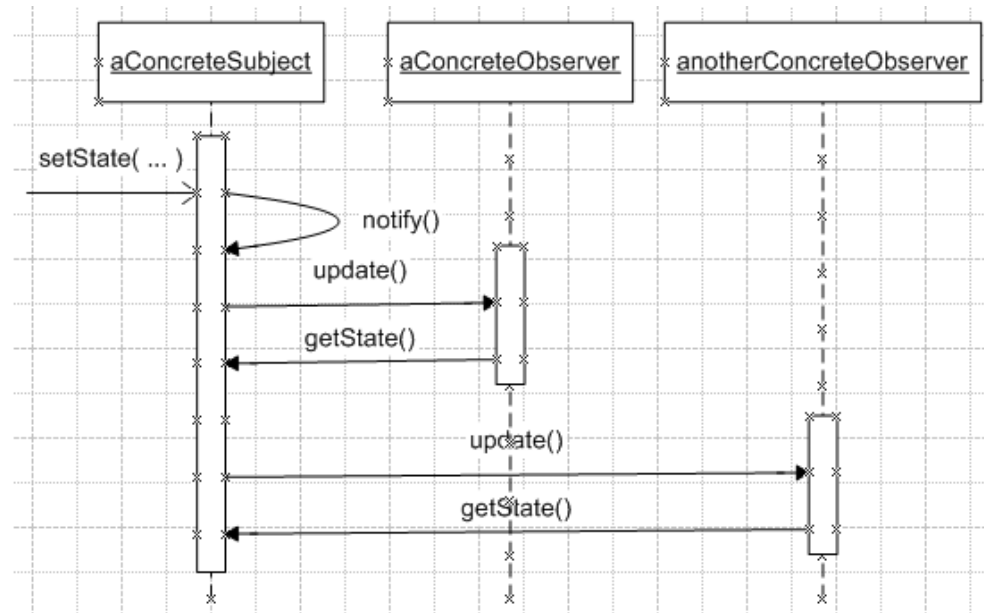 aConcreteSubject
aConcreteObserver
anotherConcreteObserver
setState( ... )
notify()
update()
getState()
update()
getState()